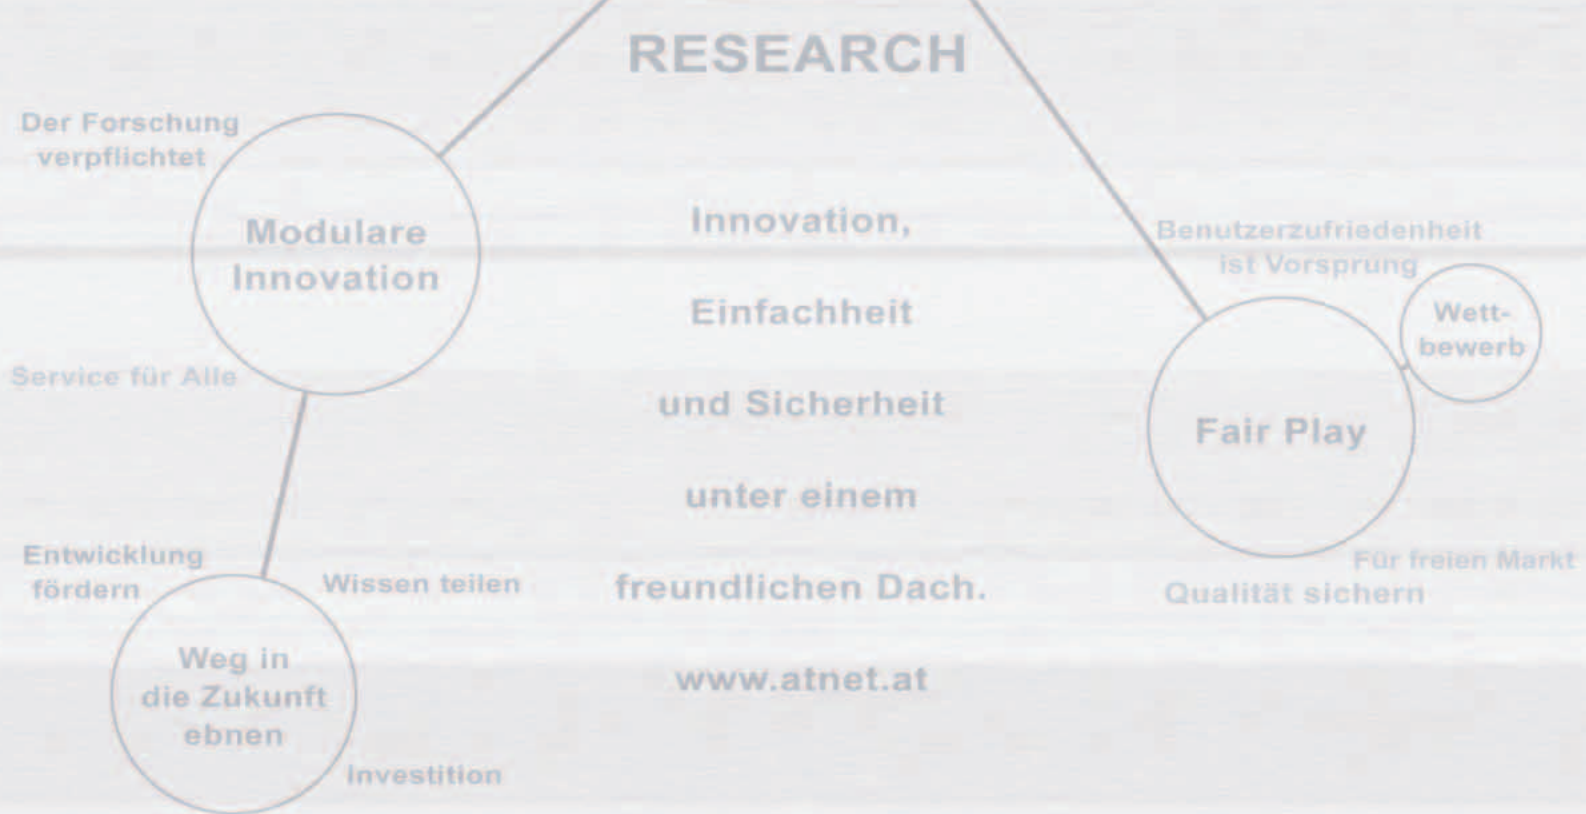 RESEARCH
Der Forschung
verpflichtet
Modulare
Innovation
Service für Alle
Entwicklung
fördern
Wissen teilen
Weg in
die Zukunft
ebnen
Investition
Innovation,
Einfachheit
und Sicherheit
unter einem
freundlichen Dach.
www.atnet.at
Benutzerzufriedenheit
ist Vorsprung
Wett-
bewerb
Fair Play
Für freien Markt
Qualität sichern